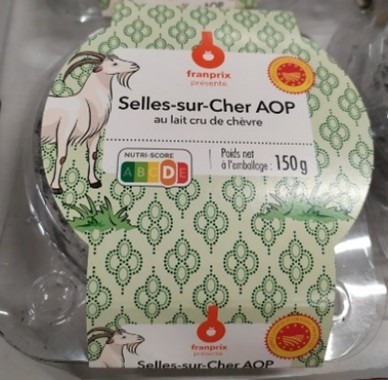 franprix
présente
Selles-sur-Cher AOP
au lait cru de chèvre
NUTRI-SCORE
A B C D E
Poids net
à l'emballage : 150 g
franprix
présente
Selles-sur-Cher AOP